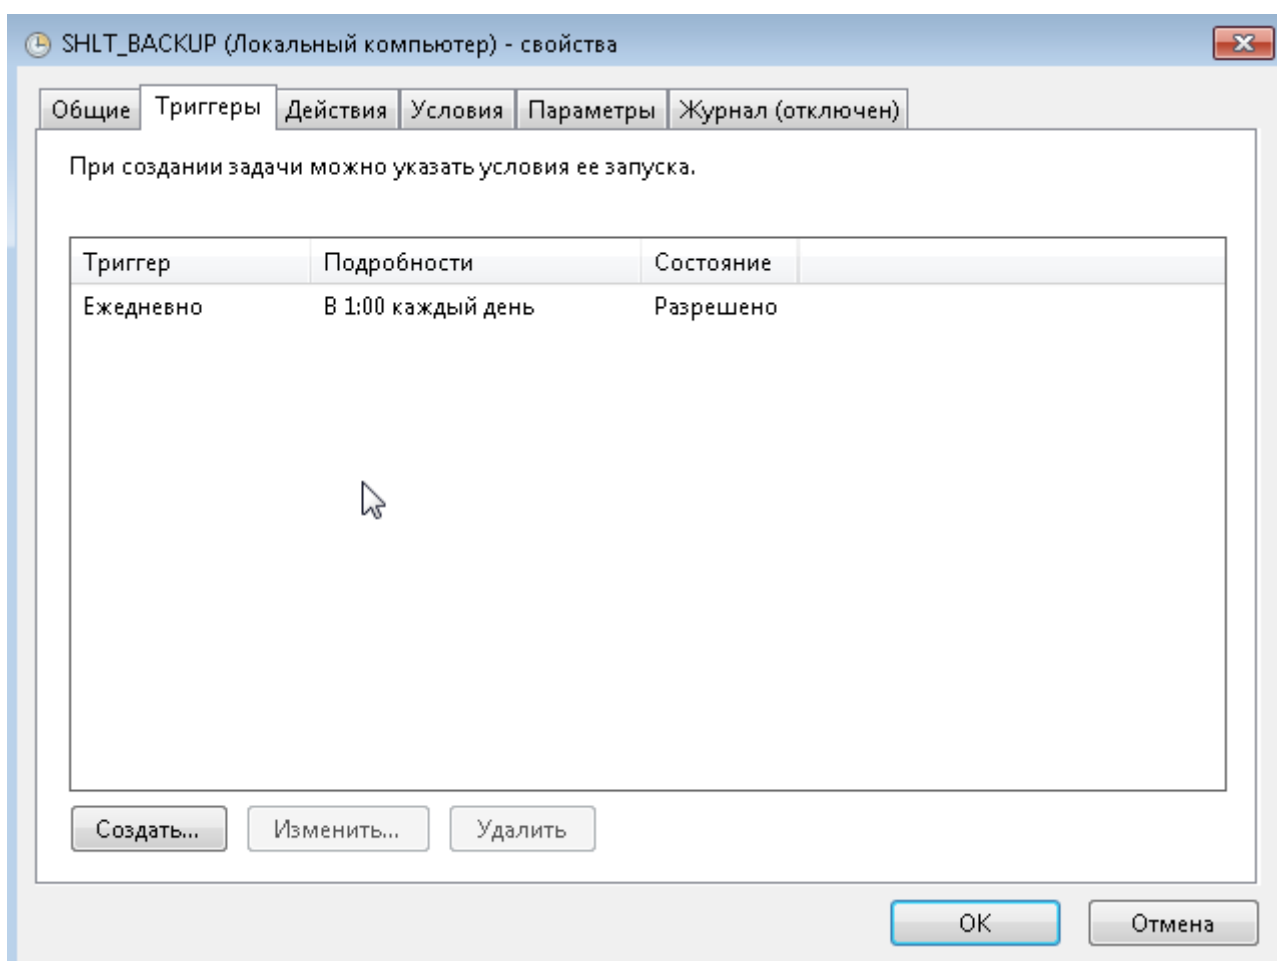 SHLT_BACKUP (Локальный компьютер) - свойства
Общие Триггеры Действия Условия Параметры Журнал (отключен)
При создании задачи можно указать условия ее запуска.
Триггер Подробности Состояние
Ежедневно В 1:00 каждый день Разрешено
Создать... Изменить... Удалить
ОК Отмена